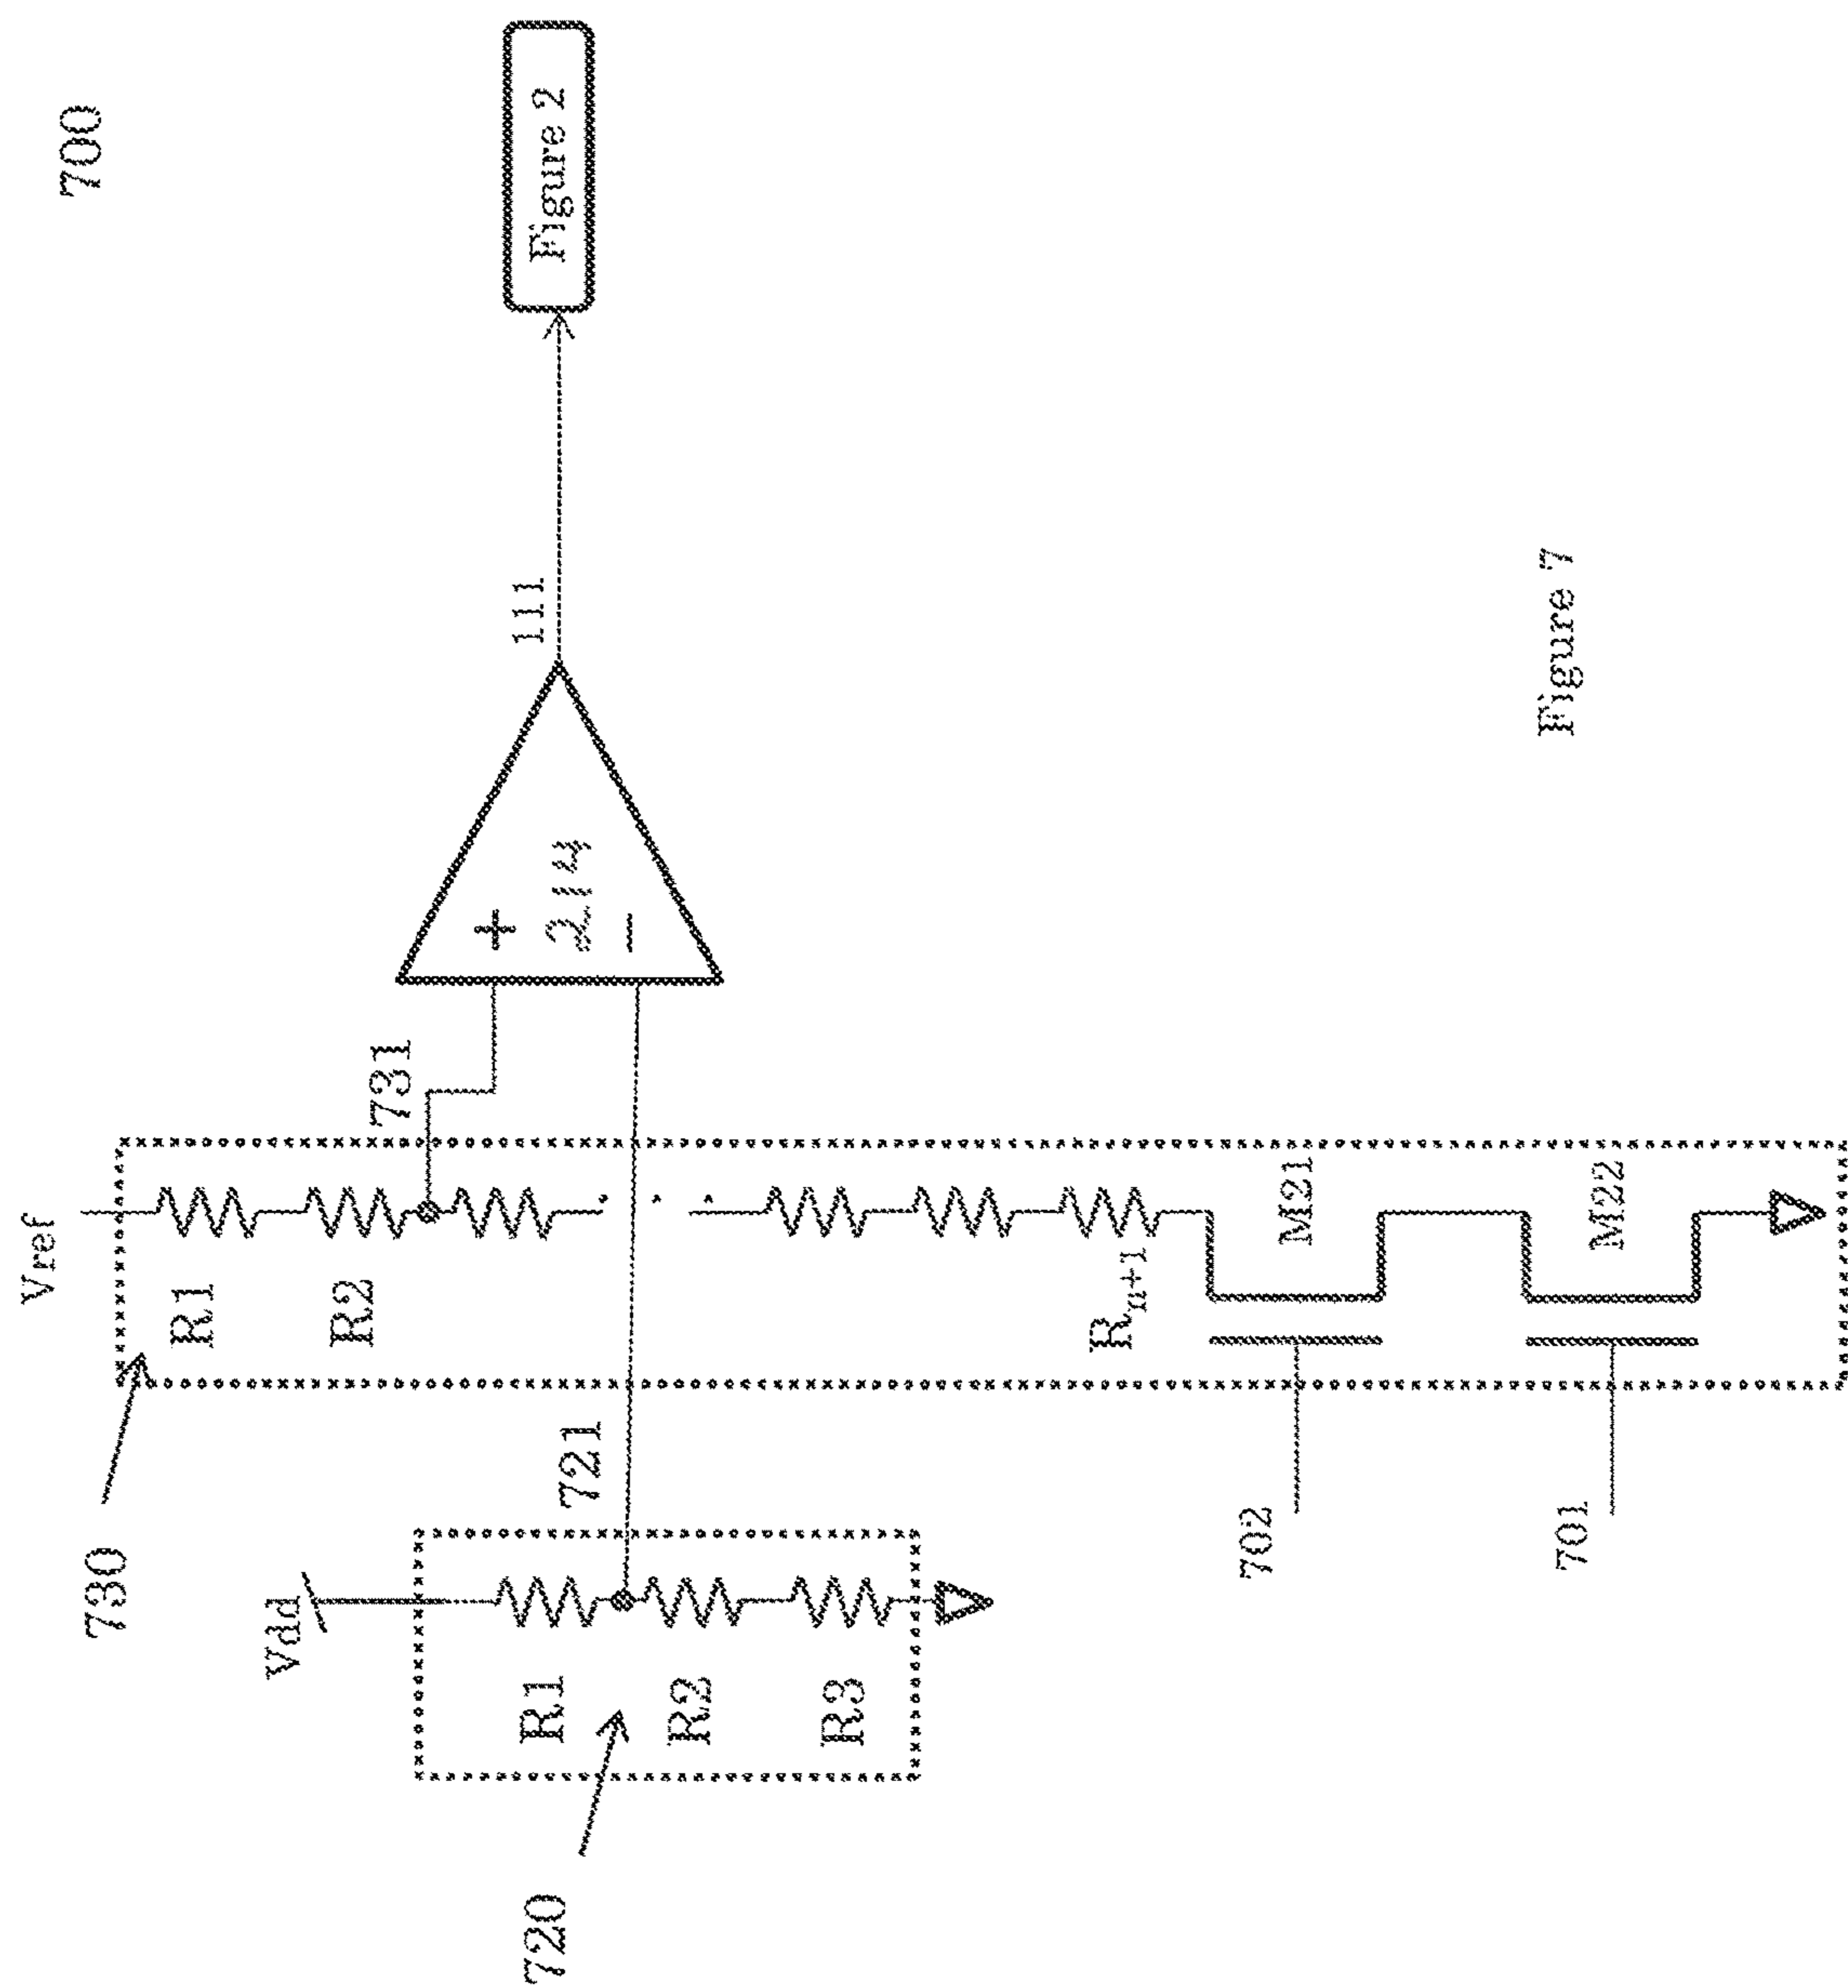 700
Vref
730
R1
R2
731
Vdd
720
R1
R2
R3
721
+
214
−
111
Figure 2
R_{n+1}
M21
M22
702
701
Figure 7